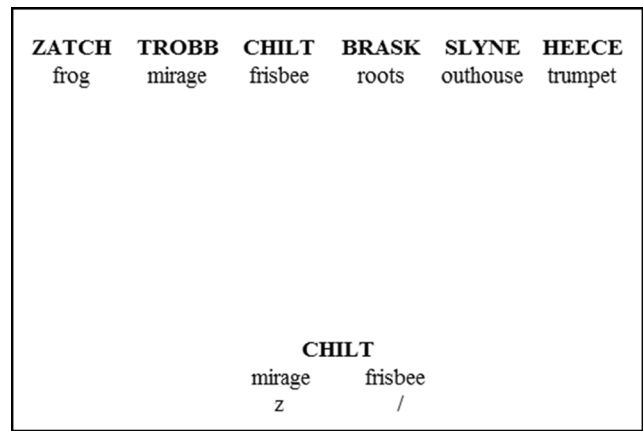 ZATCH TROBB CHILT BRASK SLYNE HEECE
frog mirage frisbee roots outhouse trumpet
CHILT
mirage frisbee
z /